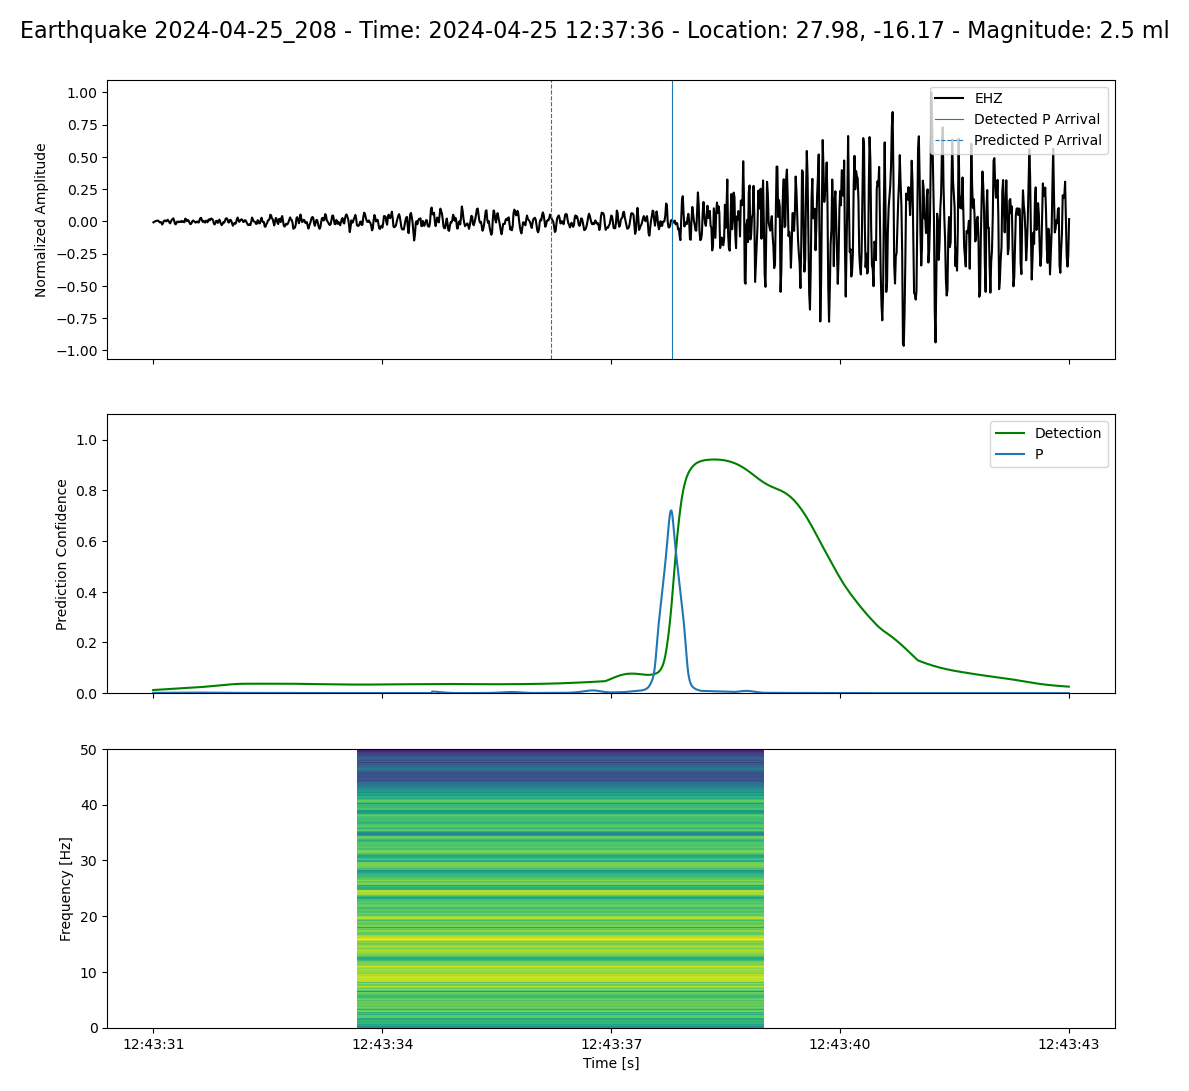 Earthquake 2024-04-25_208 - Time: 2024-04-25 12:37:36 - Location: 27.98, -16.17 - Magnitude: 2.5 ml
1.00
0.75
0.50
0.25
0.00
−0.25
−0.50
−0.75
−1.00
Normalized Amplitude
EHZ
Detected P Arrival
Predicted P Arrival
1.0
0.8
0.6
0.4
0.2
0.0
Prediction Confidence
Detection
P
50
40
30
20
10
0
Frequency [Hz]
12:43:31
12:43:34
12:43:37
12:43:40
12:43:43
Time [s]